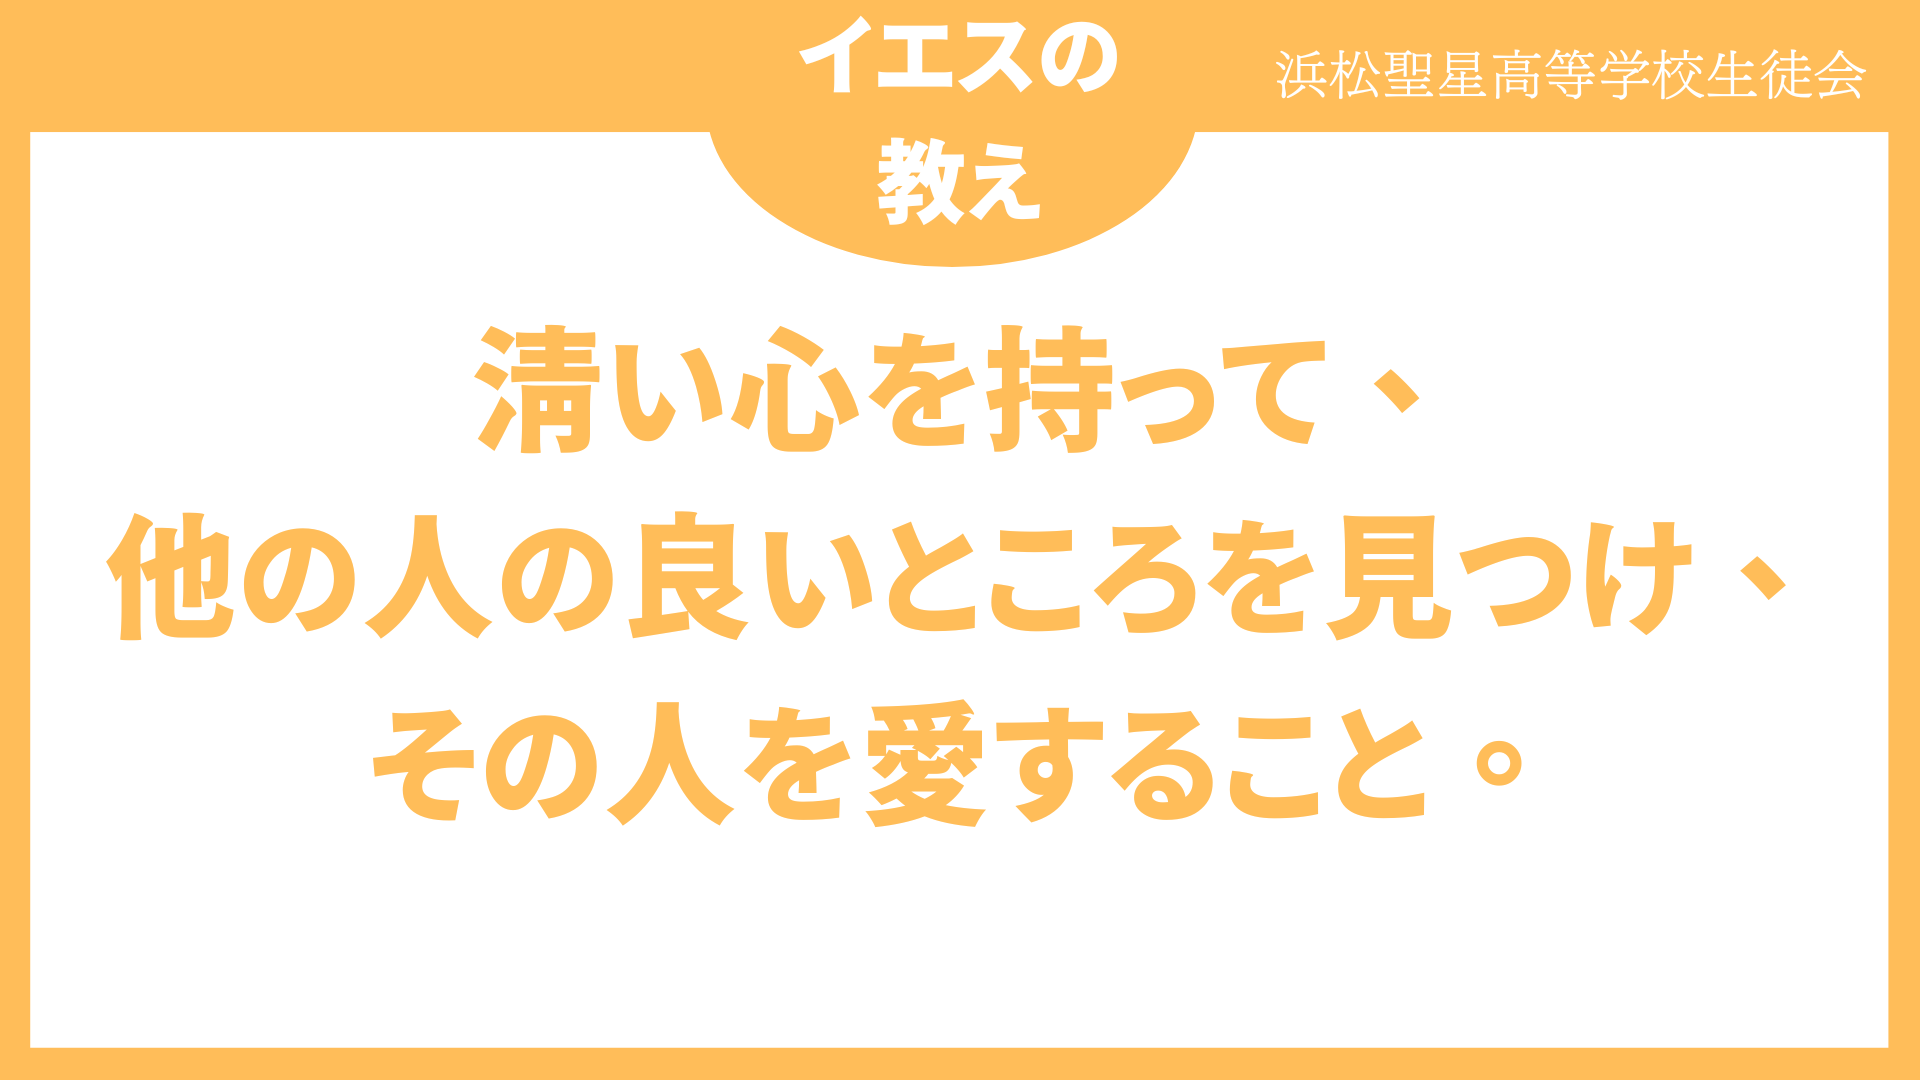 イエスの
教え
浜松聖星高等学校生徒会
淸い心を持って、
他の人の良いところを見つけ、
その人を愛すること。